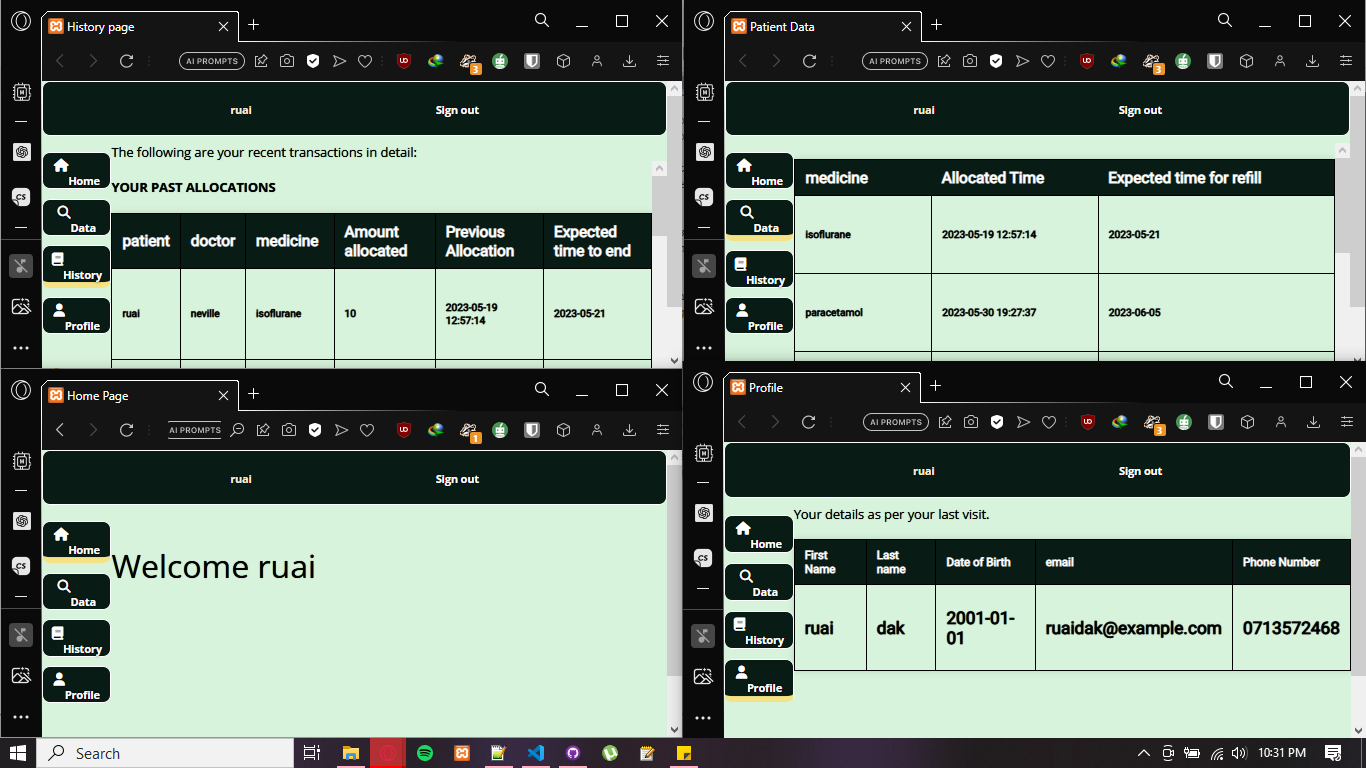 History page
AI PROMPTS
3
ruai
Sign out
Home
Data
History
Profile
The following are your recent transactions in detail:
YOUR PAST ALLOCATIONS
patient doctor medicine Amount allocated Previous Allocation Expected time to end
ruai neville isoflurane 10 2023-05-19 12:57:14 2023-05-21
Patient Data
AI PROMPTS
3
ruai
Sign out
Home
Data
History
Profile
medicine Allocated Time Expected time for refill
isoflurane 2023-05-19 12:57:14 2023-05-21
paracetamol 2023-05-30 19:27:37 2023-06-05
Home Page
AI PROMPTS
1
ruai
Sign out
Home
Data
History
Profile
Welcome ruai
Profile
AI PROMPTS
3
ruai
Sign out
Home
Data
History
Profile
Your details as per your last visit.
First Name Last name Date of Birth email Phone Number
ruai dak 2001-01-01 ruaidak@example.com 0713572468
Search
10:31 PM